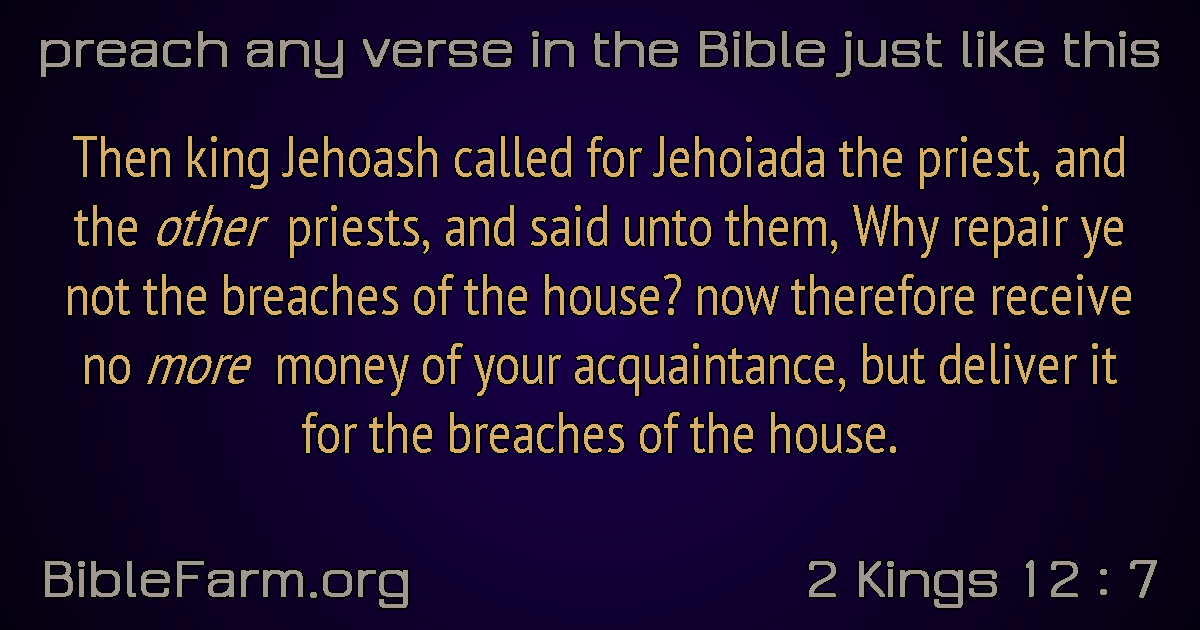 preach any verse in the Bible just like this
Then king Jehoash called for Jehoiada the priest, and
the other priests, and said unto them, Why repair ye
not the breaches of the house? now therefore receive
no more money of your acquaintance, but deliver it
for the breaches of the house.
BibleFarm.org
2 Kings 12 : 7